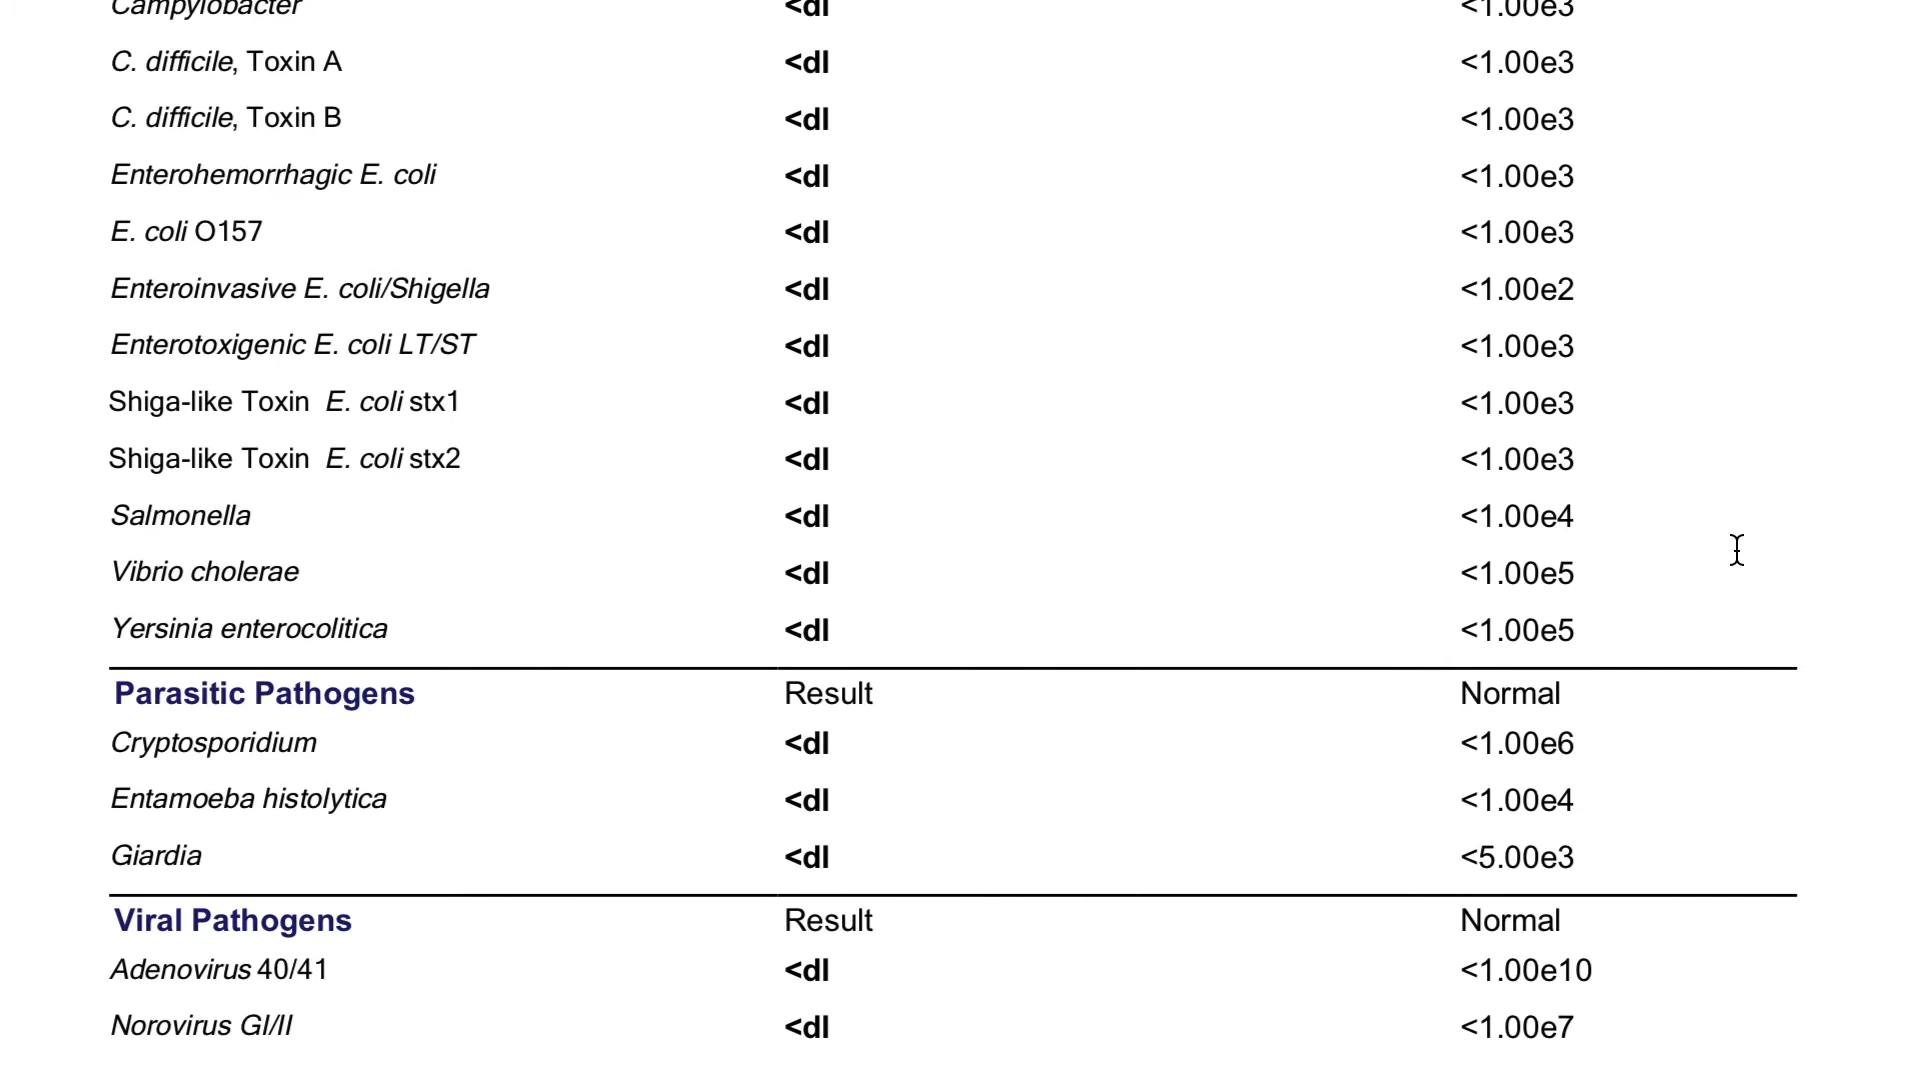 Campylobacter <dl <1.00e3
C. difficile, Toxin A <dl <1.00e3
C. difficile, Toxin B <dl <1.00e3
Enterohemorrhagic E. coli <dl <1.00e3
E. coli O157 <dl <1.00e3
Enteroinvasive E. coli/Shigella <dl <1.00e2
Enterotoxigenic E. coli LT/ST <dl <1.00e3
Shiga-like Toxin E. coli stx1 <dl <1.00e3
Shiga-like Toxin E. coli stx2 <dl <1.00e3
Salmonella <dl <1.00e4
Vibrio cholerae <dl <1.00e5
Yersinia enterocolitica <dl <1.00e5
Parasitic Pathogens Result Normal
Cryptosporidium <dl <1.00e6
Entamoeba histolytica <dl <1.00e4
Giardia <dl <5.00e3
Viral Pathogens Result Normal
Adenovirus 40/41 <dl <1.00e10
Norovirus GI/II <dl <1.00e7